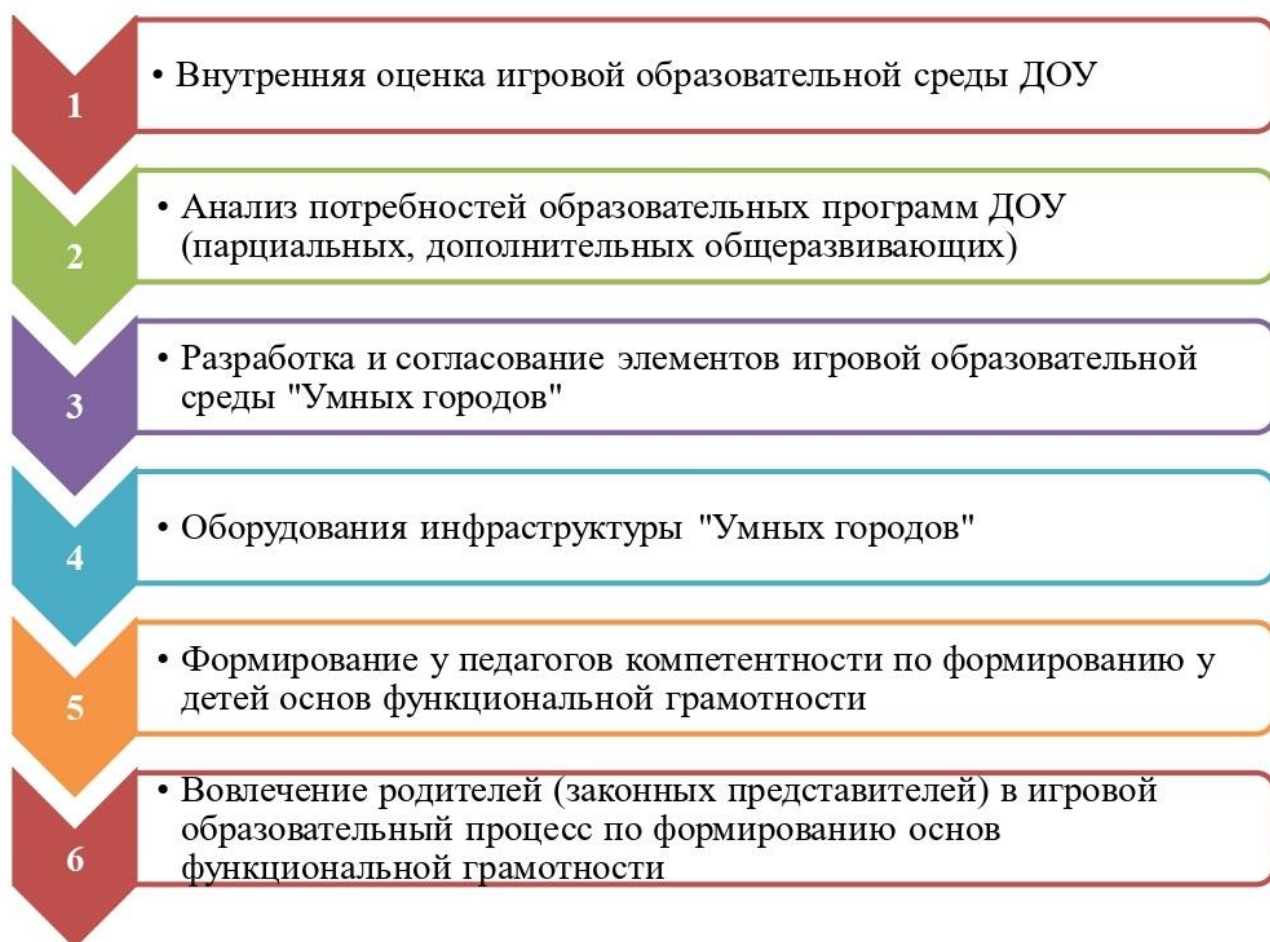 1
• Внутренняя оценка игровой образовательной среды ДОУ
2
• Анализ потребностей образовательных программ ДОУ
(парциальных, дополнительных общеразвивающих)
3
• Разработка и согласование элементов игровой образовательной
среды "Умных городов"
4
• Оборудования инфраструктуры "Умных городов"
5
• Формирование у педагогов компетентности по формированию у
детей основ функциональной грамотности
6
• Вовлечение родителей (законных представителей) в игровой
образовательный процесс по формированию основ
функциональной грамотности